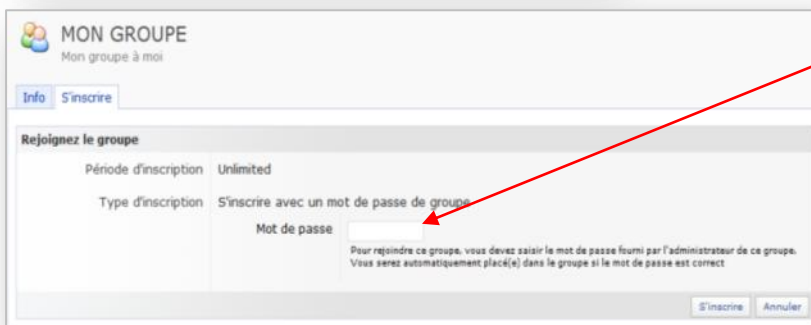 MON GROUPE
Mon groupe à moi
Info S'inscrire
Rejoignez le groupe
Période d'inscription Unlimited
Type d'inscription S'inscrire avec un mot de passe de groupe
Mot de passe
Pour rejoindre ce groupe, vous devez saisir le mot de passe fourni par l'administrateur de ce groupe.
Vous serez automatiquement placé(e) dans le groupe si le mot de passe est correct
S'inscrire Annuler